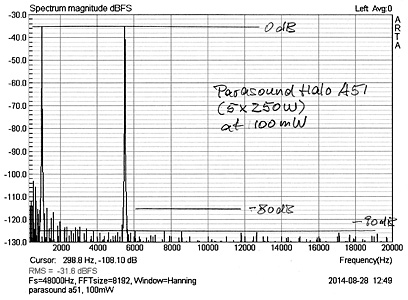 Spectrum magnitude dBFS
Left Avg:0
-30.0
0dB
A
R
T
A
-40.0
-50.0
-60.0
Parasound Halo A51
(5x250W)
at 100mW
-70.0
-80.0
-90.0
-100.0
-110.0
-80dB
-120.0
-90dB
-130.0
0 2000 4000 6000 8000 10000 12000 14000 16000 18000 20000
Cursor: 298.8 Hz, -108.10 dB
Frequency(Hz)
RMS = -31.6 dBFS
Fs=48000Hz, FFTsize=8192, Window=Hanning
2014-08-28 12:49
parasound a51, 100mW